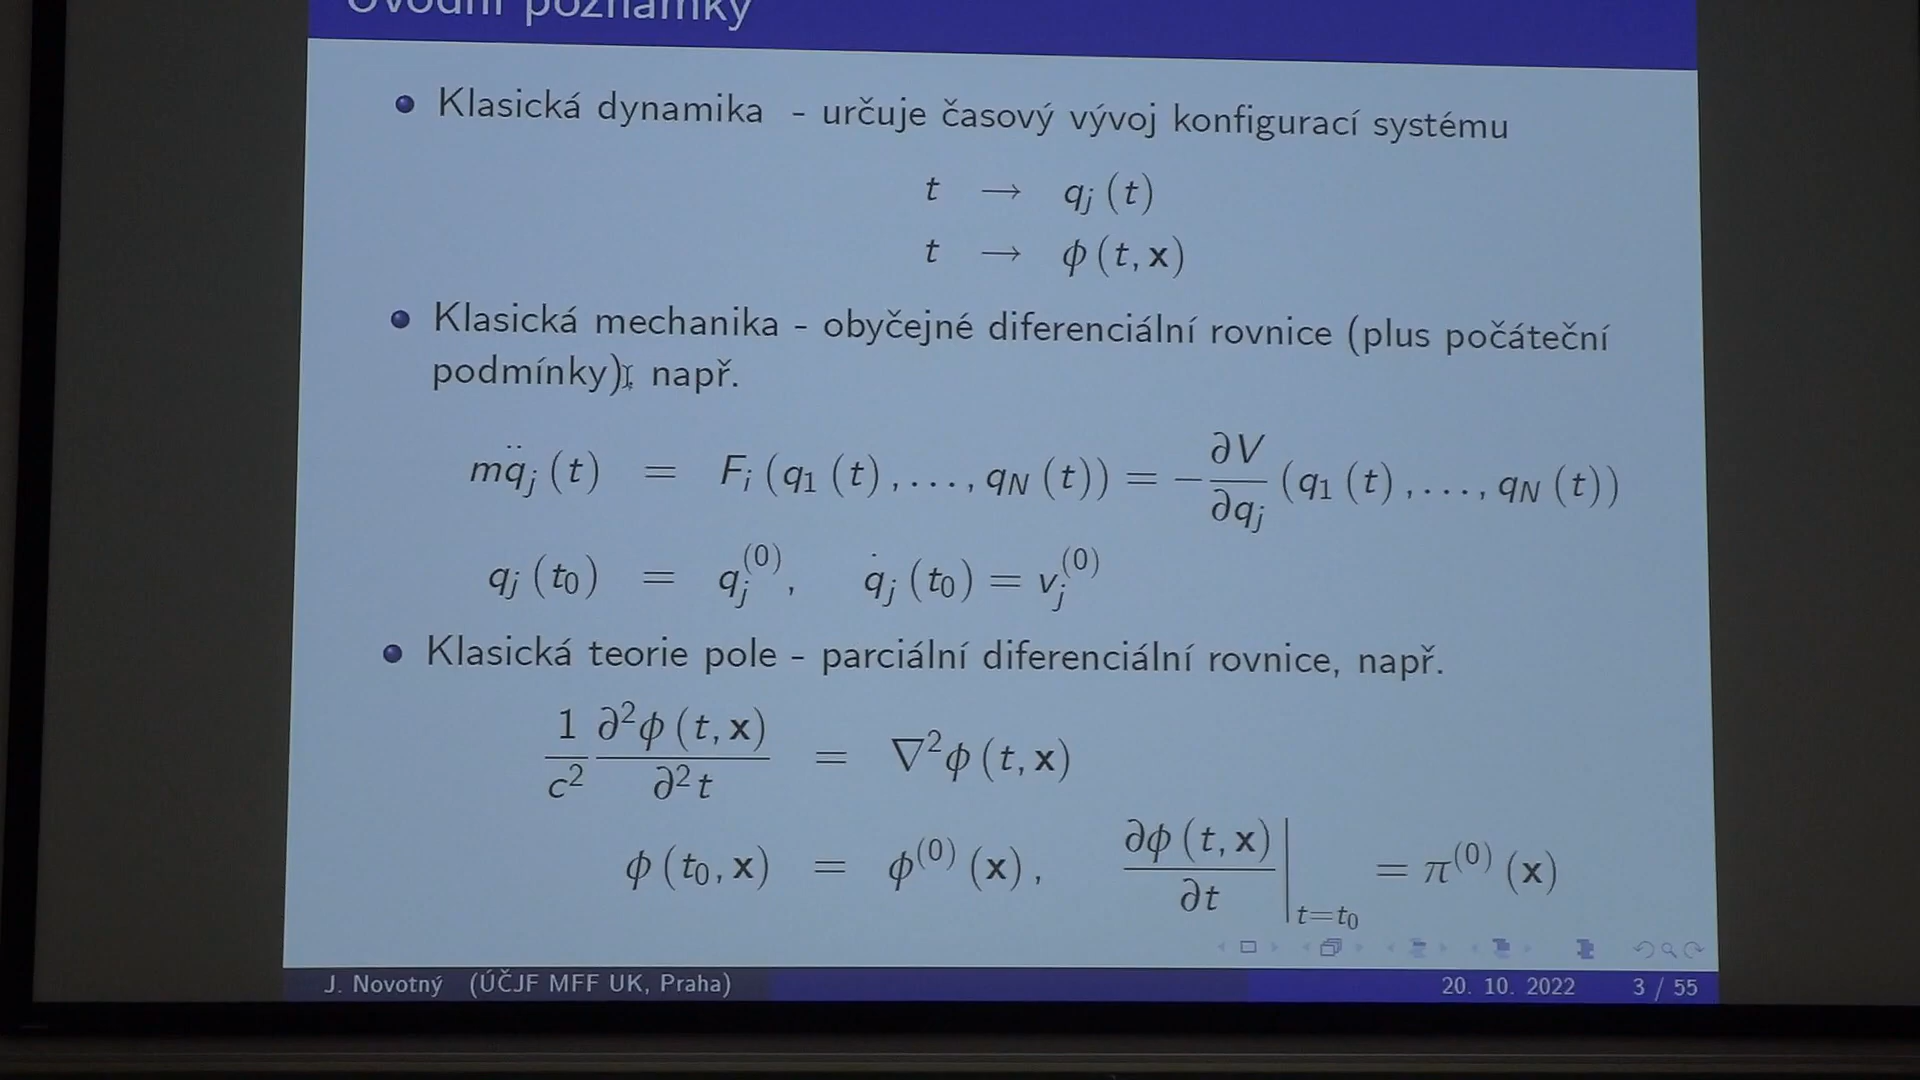 Úvodní poznámky
Klasická dynamika - určuje časový vývoj konfigurací systému
t → q_j (t)
t → ϕ (t, x)
Klasická mechanika - obyčejné diferenciální rovnice (plus počáteční
podmínky), např.
mq̈_j (t) = F_i (q_1 (t) , . . . , q_N (t)) = −∂V/∂q_j (q_1 (t) , . . . , q_N (t))
q_j (t_0) = q_j^(0) , q̇_j (t_0) = v_j^(0)
Klasická teorie pole - parciální diferenciální rovnice, např.
1/c² ∂²ϕ (t, x)/∂²t = ∇²ϕ (t, x)
ϕ (t_0, x) = ϕ^(0) (x) , ∂ϕ (t, x)/∂t |_{t=t_0} = π^(0) (x)
J. Novotný (ÚČJF MFF UK, Praha) 20. 10. 2022 3 / 55